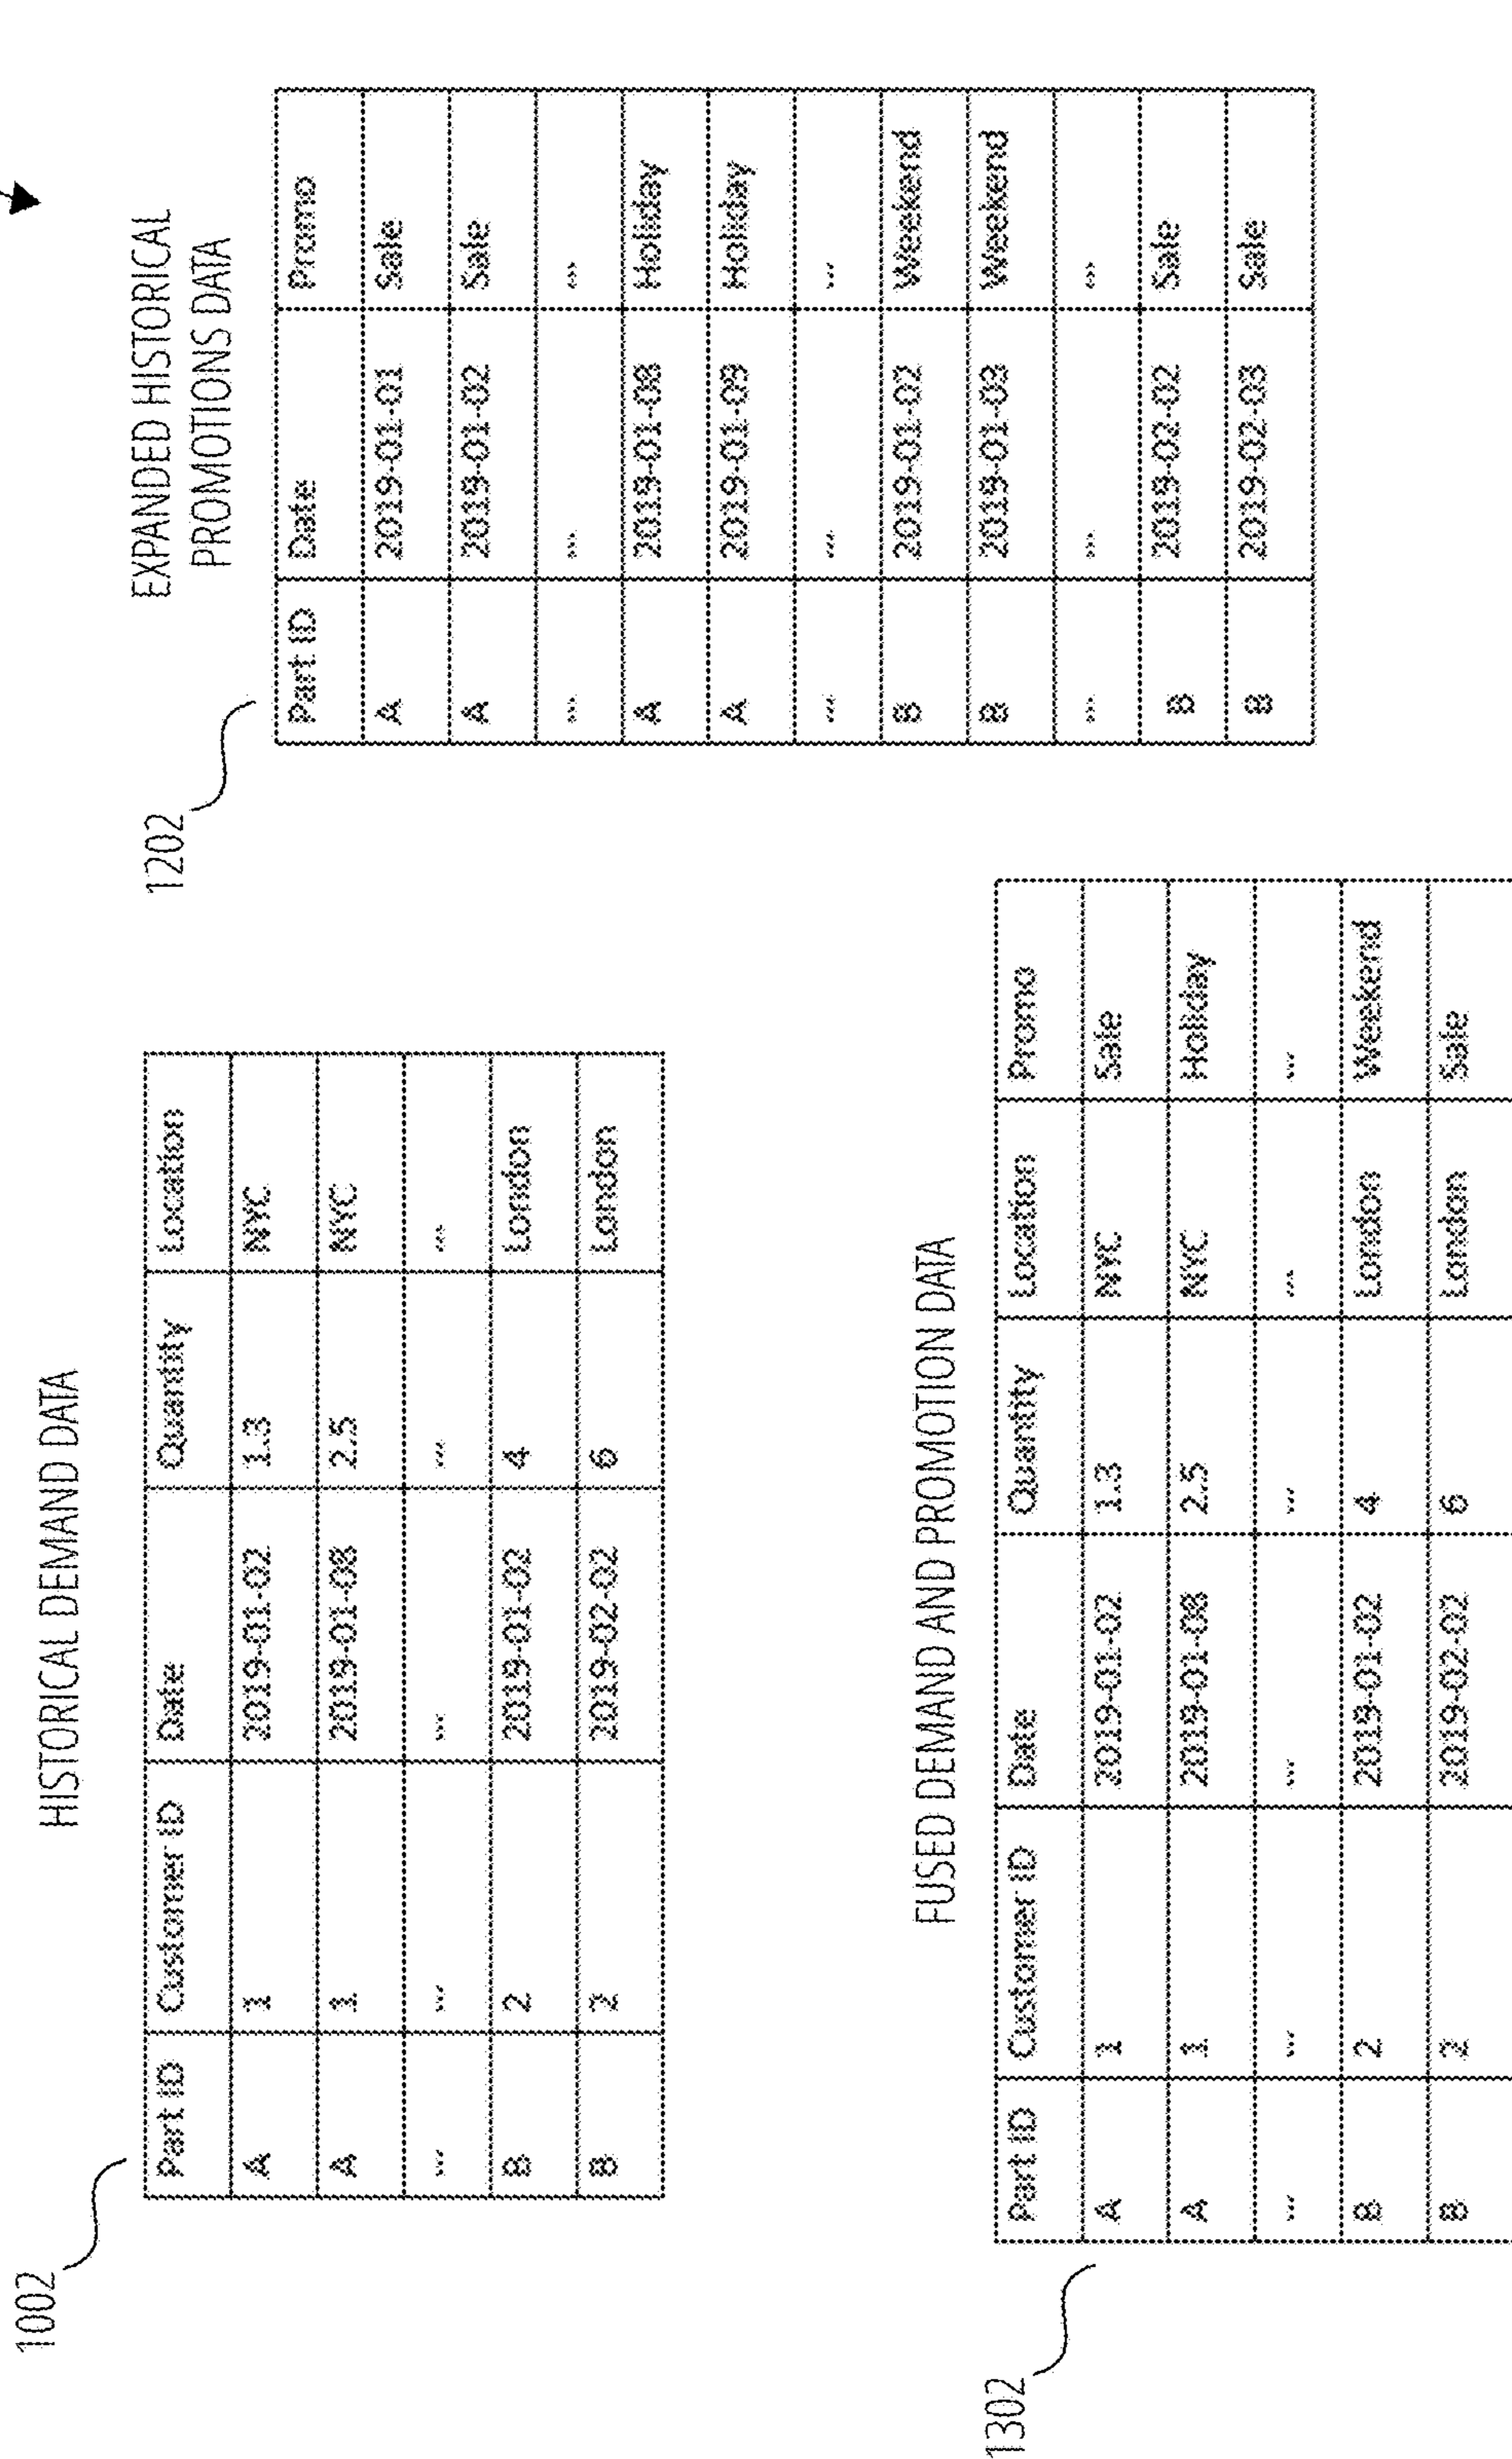 HISTORICAL DEMAND DATA
1002
Part ID Customer ID Date Quantity Location
A 1 2019-01-02 1.3 NYC
A 1 2019-01-08 2.5 NYC
... ... ... ... ...
B 2 2019-01-02 4 London
B 2 2019-02-02 6 London
EXPANDED HISTORICAL
PROMOTIONS DATA
1202
Part ID Date Promo
A 2019-01-01 Sale
A 2019-01-02 Sale
... ... ...
A 2019-01-08 Holiday
A 2019-01-09 Holiday
... ... ...
B 2019-01-02 Weekend
B 2019-01-03 Weekend
... ... ...
B 2019-02-02 Sale
B 2019-02-03 Sale
FUSED DEMAND AND PROMOTION DATA
1302
Part ID Customer ID Date Quantity Location Promo
A 1 2019-01-02 1.3 NYC Sale
A 1 2019-01-08 2.5 NYC Holiday
... ... ... ... ... ...
B 2 2019-01-02 4 London Weekend
B 2 2019-02-02 6 London Sale